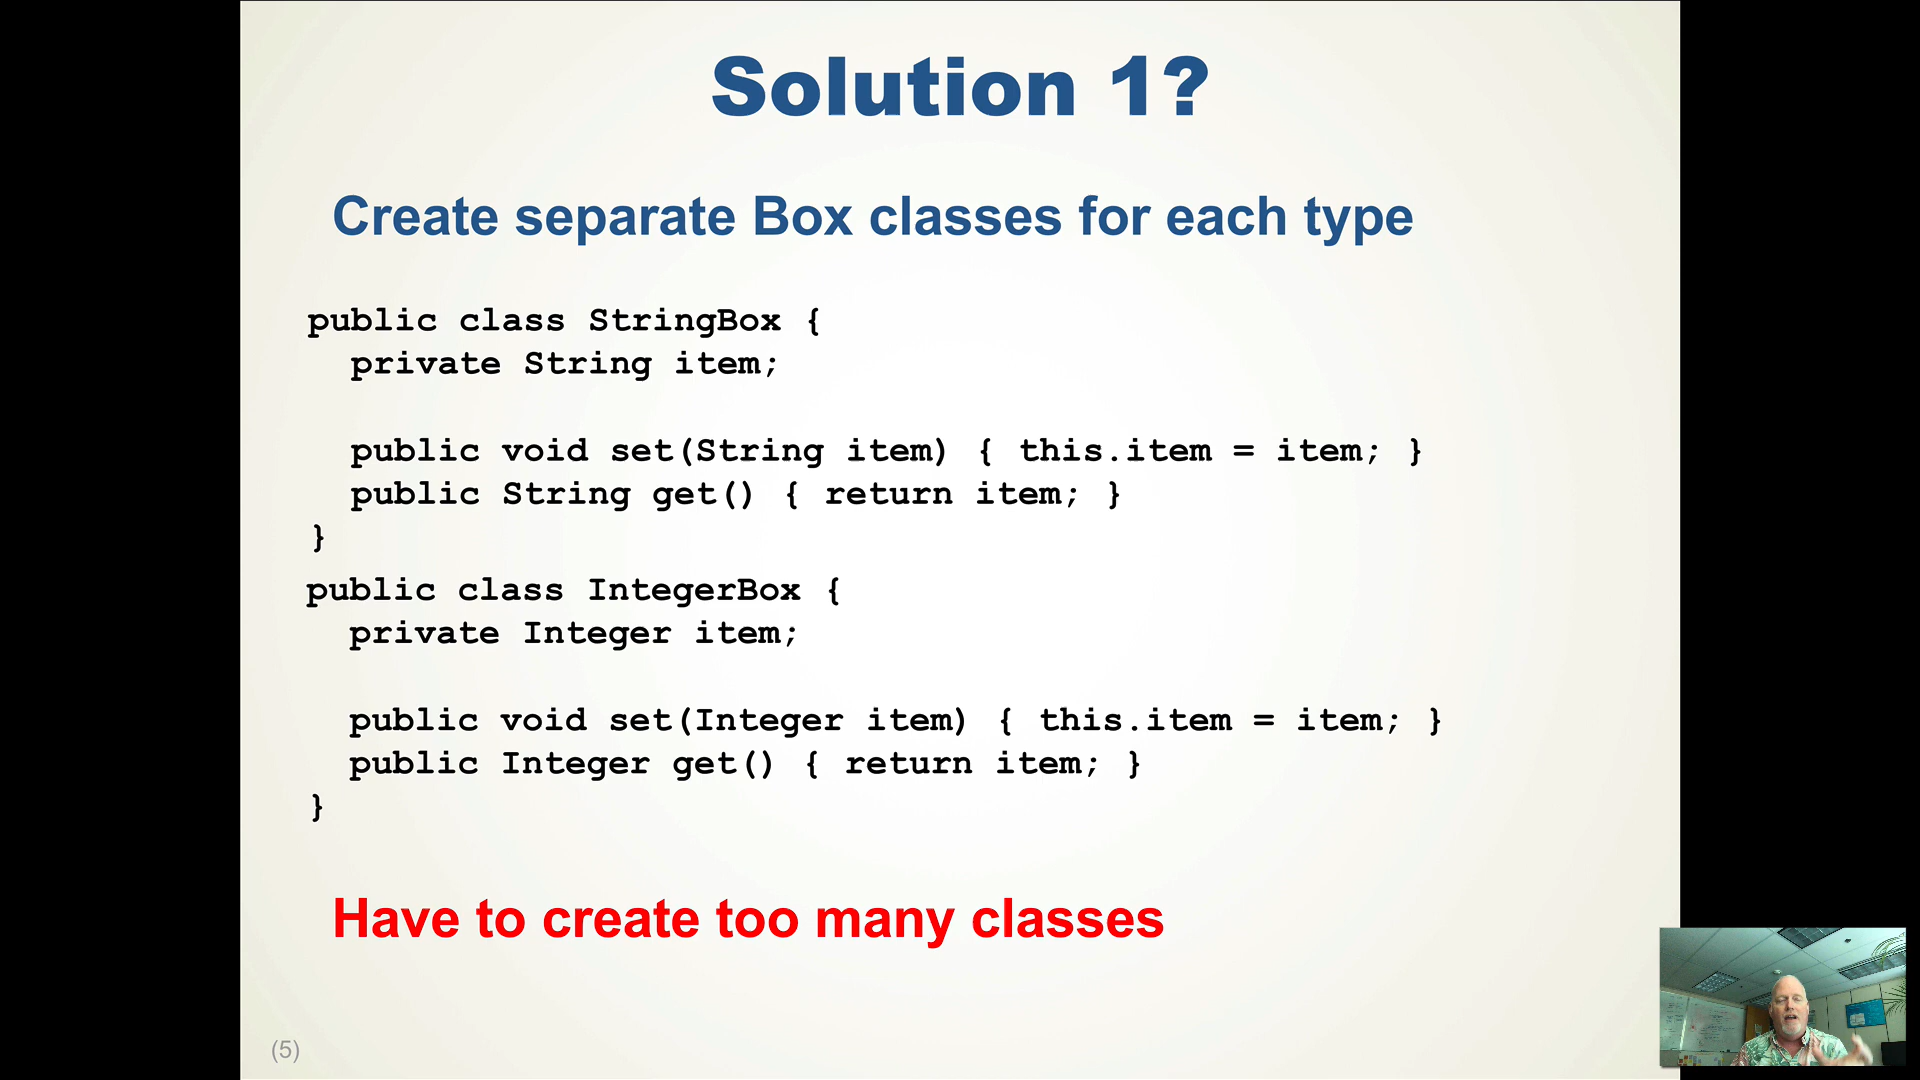 Solution 1?
Create separate Box classes for each type
public class StringBox {
  private String item;
  public void set(String item) { this.item = item; }
  public String get() { return item; }
}
public class IntegerBox {
  private Integer item;
  public void set(Integer item) { this.item = item; }
  public Integer get() { return item; }
}
Have to create too many classes
(5)